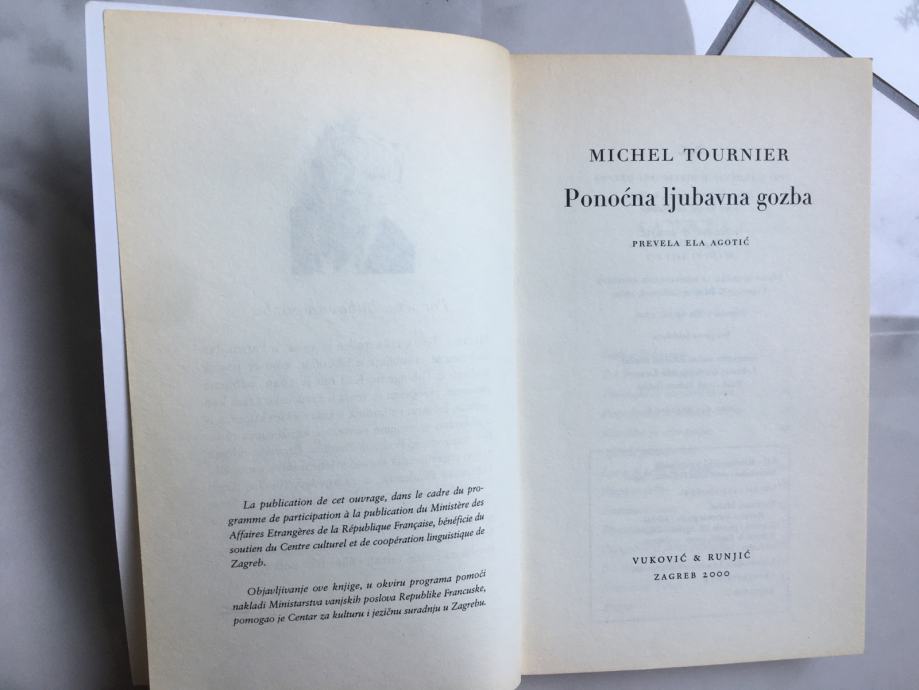 La publication de cet ouvrage, dans le cadre du pro-
gramme de participation à la publication du Ministère des
Affaires Etrangères de la République Française, bénéficie du
soutien du Centre culturel et de coopération linguistique de
Zagreb.
Objavljivanje ove knjige, u okviru programa pomoći
nakladi Ministarstva vanjskih poslova Republike Francuske,
pomogao je Centar za kulturu i jezičnu suradnju u Zagrebu.
MICHEL TOURNIER
Ponoćna ljubavna gozba
PREVELA ELA AGOTIĆ
VUKOVIĆ & RUNJIĆ
ZAGREB 2000